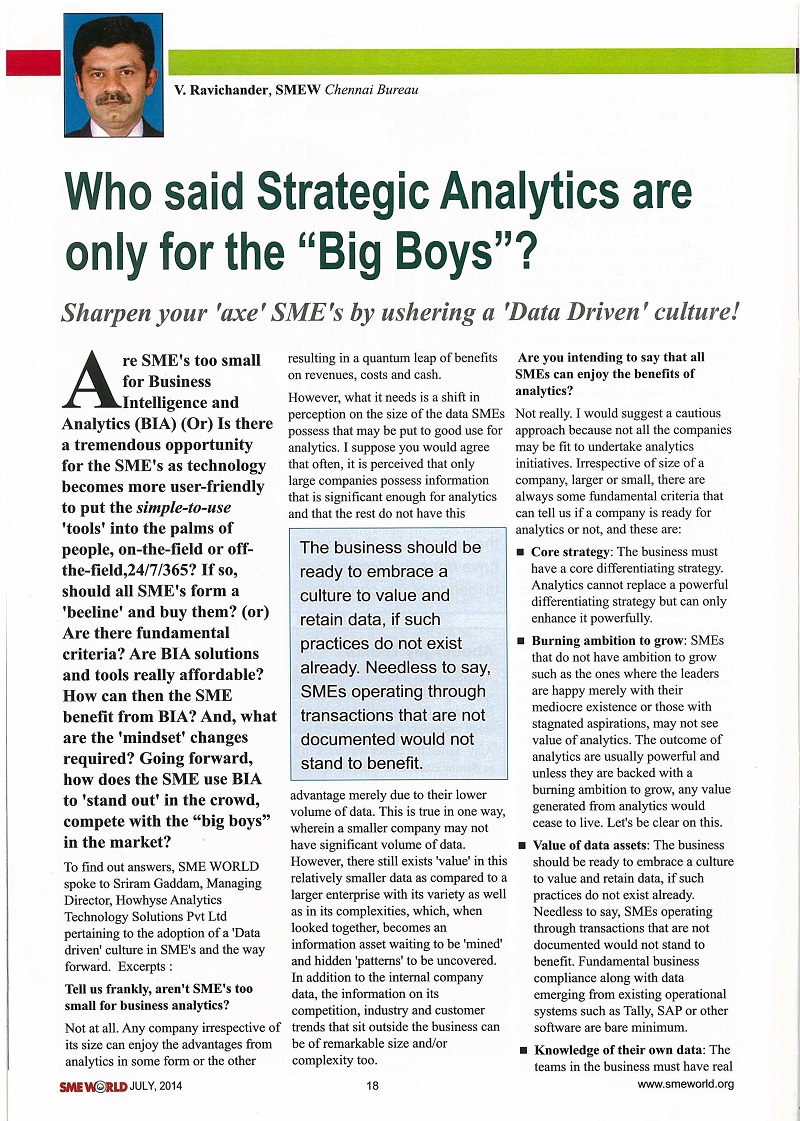 V. Ravichander, SMEW Chennai Bureau
Who said Strategic Analytics are
only for the “Big Boys”?
Sharpen your 'axe' SME's by ushering a 'Data Driven' culture!
Are SME's too small
for Business
Intelligence and
Analytics (BIA) (Or) Is there
a tremendous opportunity
for the SME's as technology
becomes more user-friendly
to put the simple-to-use
'tools' into the palms of
people, on-the-field or off-
the-field,24/7/365? If so,
should all SME's form a
'beeline' and buy them? (or)
Are there fundamental
criteria? Are BIA solutions
and tools really affordable?
How can then the SME
benefit from BIA? And, what
are the 'mindset' changes
required? Going forward,
how does the SME use BIA
to 'stand out' in the crowd,
compete with the “big boys”
in the market?
To find out answers, SME WORLD
spoke to Sriram Gaddam, Managing
Director, Howhyse Analytics
Technology Solutions Pvt Ltd
pertaining to the adoption of a 'Data
driven' culture in SME's and the way
forward. Excerpts :
Tell us frankly, aren't SME's too
small for business analytics?
Not at all. Any company irrespective of
its size can enjoy the advantages from
analytics in some form or the other
resulting in a quantum leap of benefits
on revenues, costs and cash.
However, what it needs is a shift in
perception on the size of the data SMEs
possess that may be put to good use for
analytics. I suppose you would agree
that often, it is perceived that only
large companies possess information
that is significant enough for analytics
and that the rest do not have this
The business should be
ready to embrace a
culture to value and
retain data, if such
practices do not exist
already. Needless to say,
SMEs operating through
transactions that are not
documented would not
stand to benefit.
advantage merely due to their lower
volume of data. This is true in one way,
wherein a smaller company may not
have significant volume of data.
However, there still exists 'value' in this
relatively smaller data as compared to a
larger enterprise with its variety as well
as in its complexities, which, when
looked together, becomes an
information asset waiting to be 'mined'
and hidden 'patterns' to be uncovered.
In addition to the internal company
data, the information on its
competition, industry and customer
trends that sit outside the business can
be of remarkable size and/or
complexity too.
Are you intending to say that all
SMEs can enjoy the benefits of
analytics?
Not really. I would suggest a cautious
approach because not all the companies
may be fit to undertake analytics
initiatives. Irrespective of size of a
company, larger or small, there are
always some fundamental criteria that
can tell us if a company is ready for
analytics or not, and these are:
■ Core strategy: The business must
have a core differentiating strategy.
Analytics cannot replace a powerful
differentiating strategy but can only
enhance it powerfully.
■ Burning ambition to grow: SMEs
that do not have ambition to grow
such as the ones where the leaders
are happy merely with their
mediocre existence or those with
stagnated aspirations, may not see
value of analytics. The outcome of
analytics are usually powerful and
unless they are backed with a
burning ambition to grow, any value
generated from analytics would
cease to live. Let's be clear on this.
■ Value of data assets: The business
should be ready to embrace a culture
to value and retain data, if such
practices do not exist already.
Needless to say, SMEs operating
through transactions that are not
documented would not stand to
benefit. Fundamental business
compliance along with data
emerging from existing operational
systems such as Tally, SAP or other
software are bare minimum.
■ Knowledge of their own data: The
teams in the business must have real
SME WORLD JULY, 2014
18
www.smeworld.org